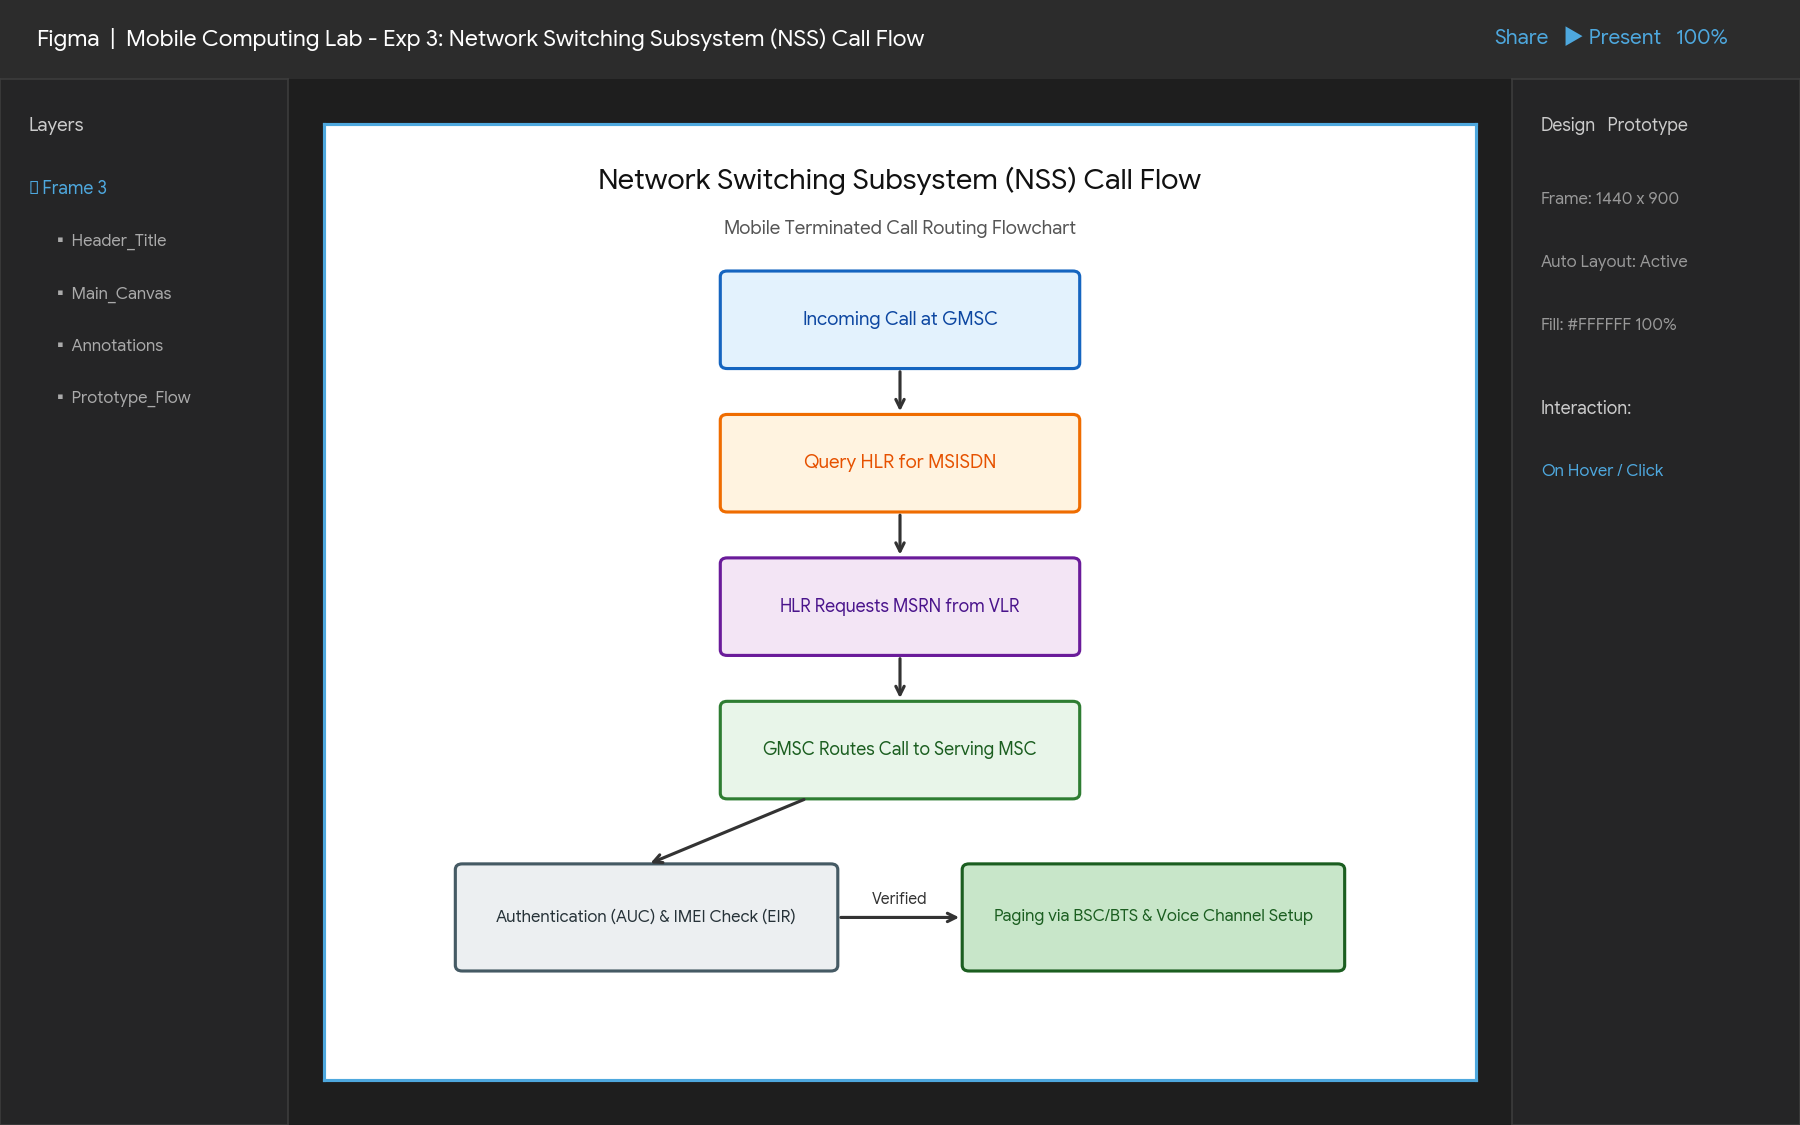 Figma | Mobile Computing Lab - Exp 3: Network Switching Subsystem (NSS) Call Flow
Share ▶ Present 100%
Layers
Frame 3
▪ Header_Title
▪ Main_Canvas
▪ Annotations
▪ Prototype_Flow
Network Switching Subsystem (NSS) Call Flow
Mobile Terminated Call Routing Flowchart
Incoming Call at GMSC
Query HLR for MSISDN
HLR Requests MSRN from VLR
GMSC Routes Call to Serving MSC
Authentication (AUC) & IMEI Check (EIR)
Verified
Paging via BSC/BTS & Voice Channel Setup
Design Prototype
Frame: 1440 x 900
Auto Layout: Active
Fill: #FFFFFF 100%
Interaction:
On Hover / Click